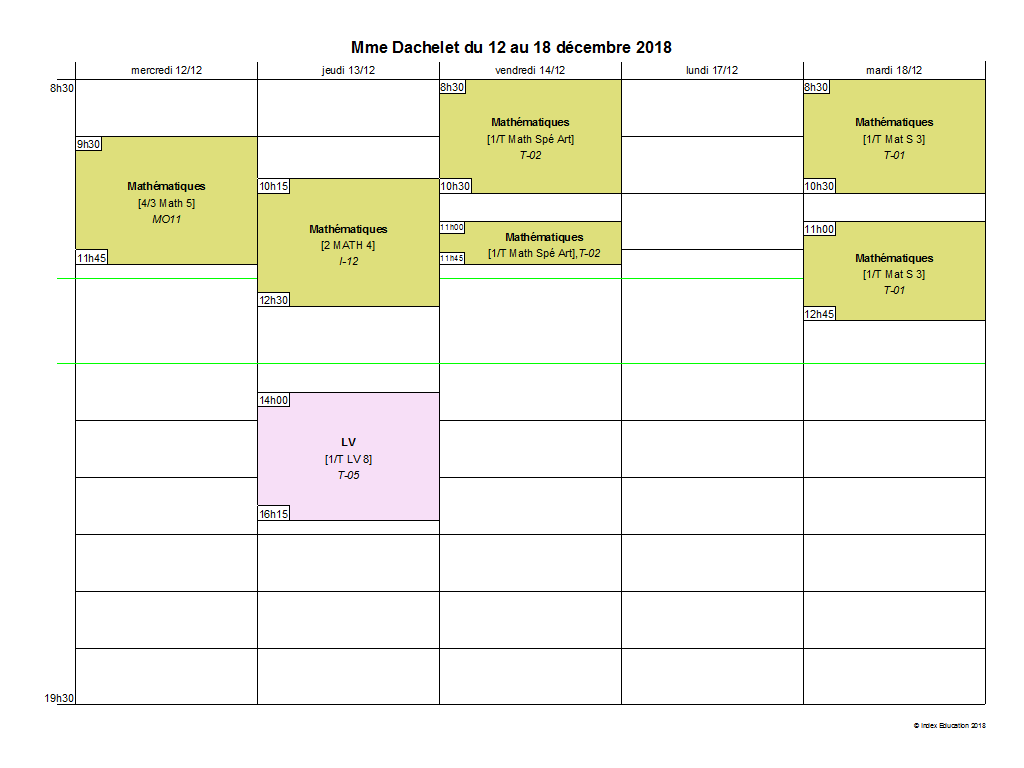 Mme Dachelet du 12 au 18 décembre 2018
mercredi 12/12
jeudi 13/12
vendredi 14/12
lundi 17/12
mardi 18/12
8h30
9h30
Mathématiques
[4/3 Math 5]
MO11
11h45
10h15
Mathématiques
[2 MATH 4]
I-12
12h30
14h00
LV
[1/T LV 8]
T-05
16h15
8h30
Mathématiques
[1/T Math Spé Art]
T-02
10h30
11h00
Mathématiques
[1/T Math Spé Art],T-02
11h45
8h30
Mathématiques
[1/T Mat S 3]
T-01
10h30
11h00
Mathématiques
[1/T Mat S 3]
T-01
12h45
19h30
© Index Education 2018